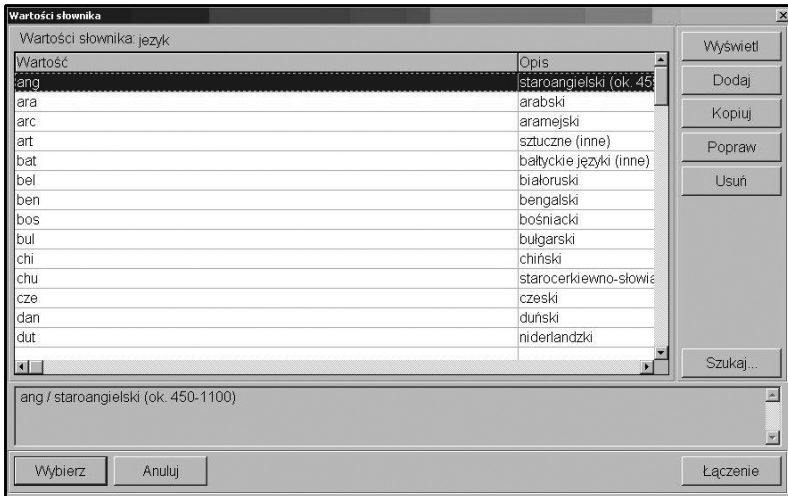 Wartości słownika
Wartości słownika: jezyk
Wartość Opis
ang staroangielski (ok. 45
ara arabski
arc aramejski
art sztuczne (inne)
bat bałtyckie języki (inne)
bel białoruski
ben bengalski
bos bośniacki
bul bułgarski
chi chiński
chu starocerkiewno-słowia
cze czeski
dan duński
dut niderlandzki
Wyświetl
Dodaj
Kopiuj
Popraw
Usuń
Szukaj...
ang / staroangielski (ok. 450-1100)
Wybierz Anuluj Łączenie